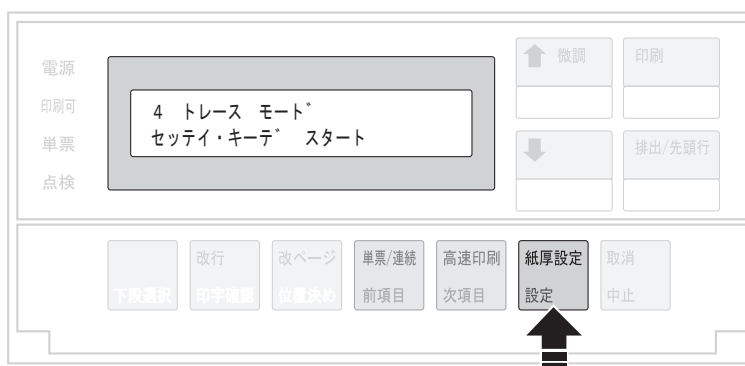 電源
印刷可
単票
点検
4 トレース モード
セッテイ・キーデ スタート
微調
印刷
排出/先頭行
下段選択
改行
印字確認
改ページ
位置決め
単票/連続
前項目
高速印刷
次項目
紙厚設定
設定
取消
中止